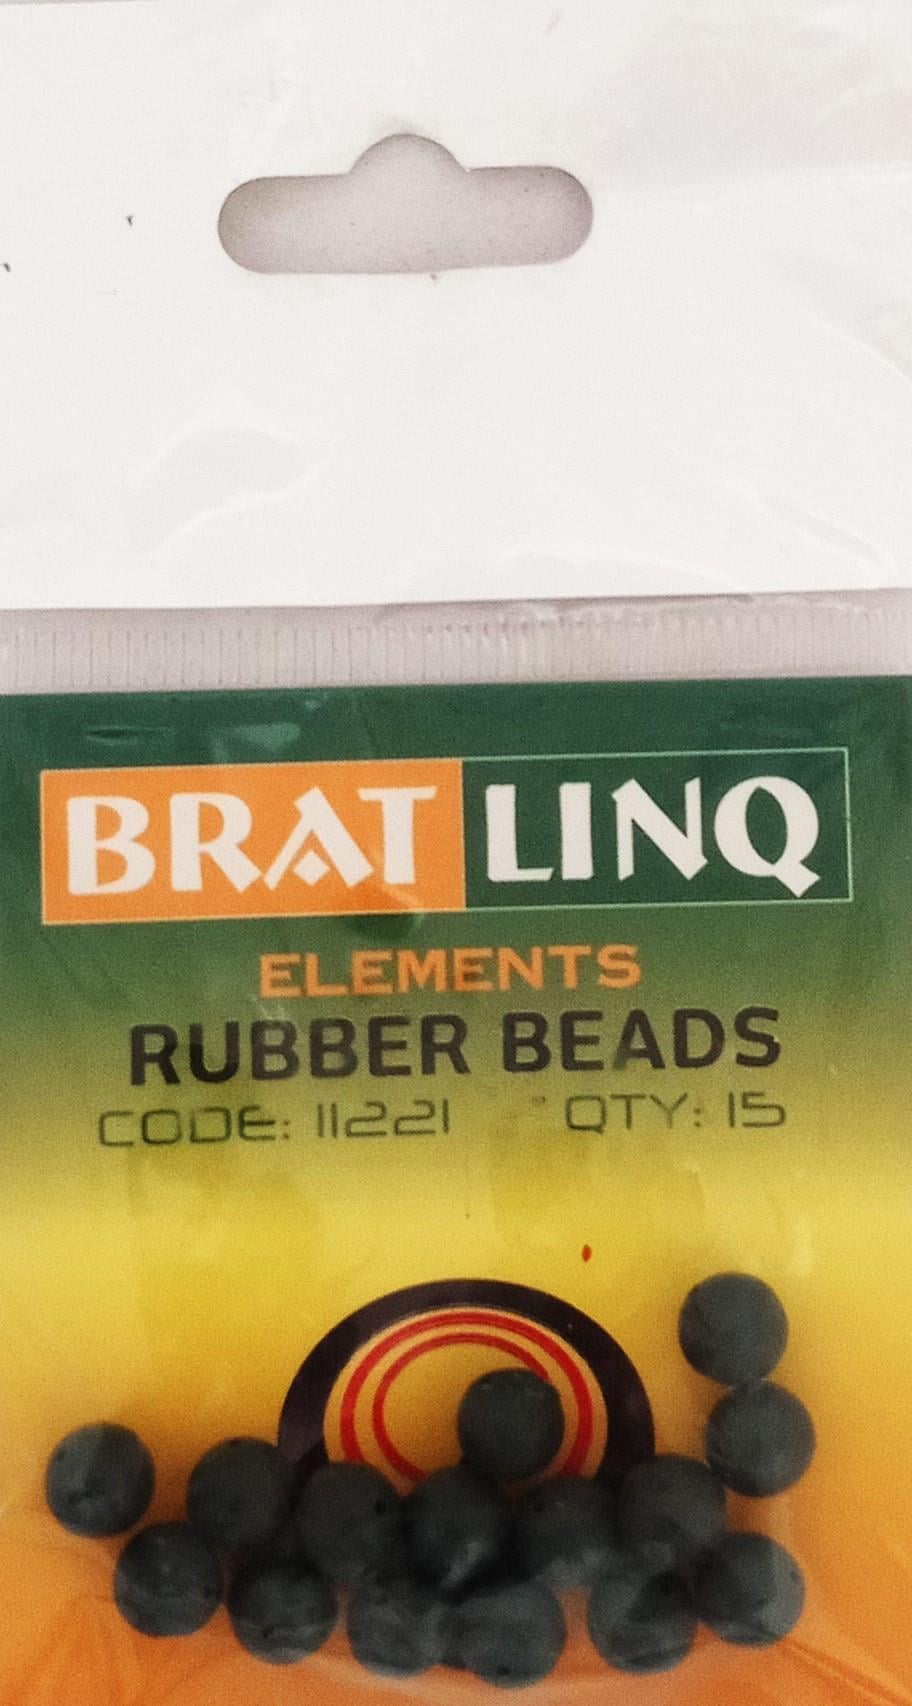 BRAT LINQ
ELEMENTS
RUBBER BEADS
CODE: 11221 QTY: 15